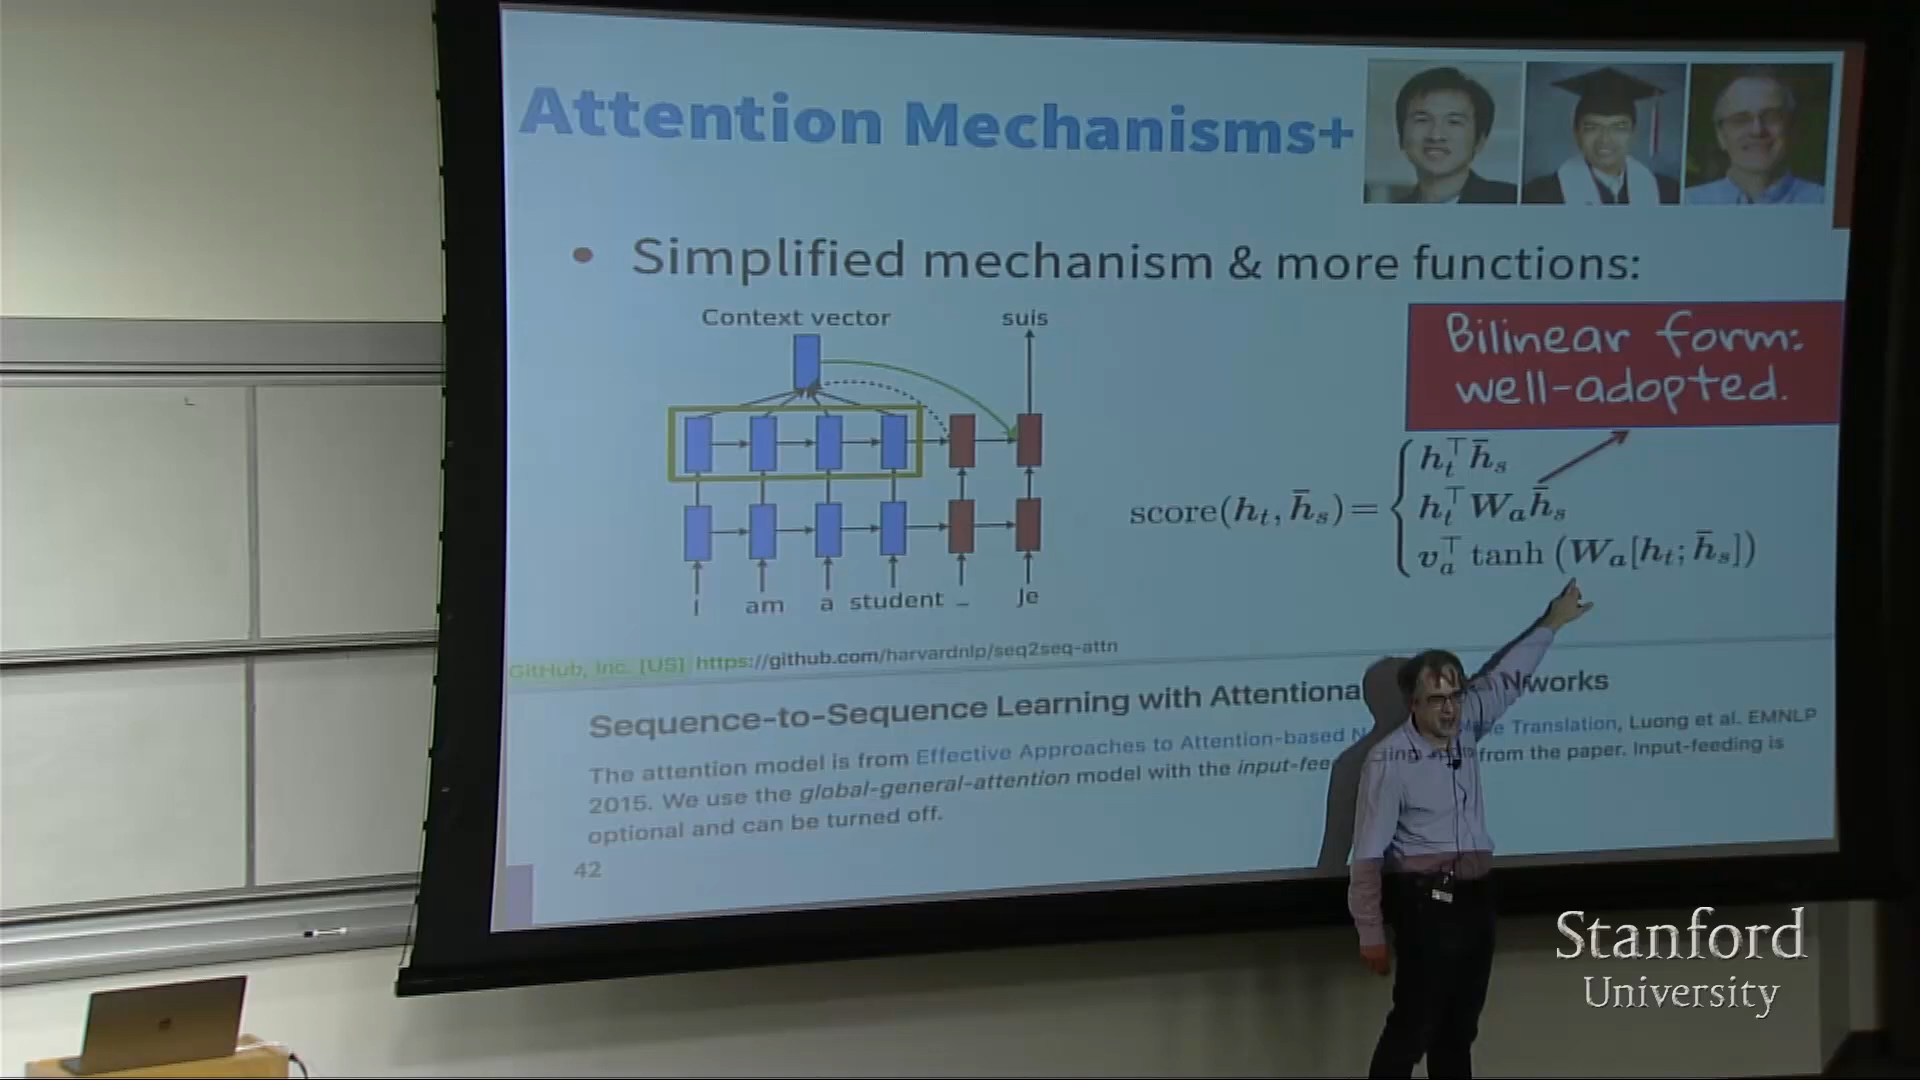 Attention Mechanisms+
• Simplified mechanism & more functions:
Context vector
suis
Bilinear form:
well-adopted.
score(h_t, h̄_s) =
h_t^⊤ h̄_s
h_t^⊤ W_a h̄_s
v_a^⊤ tanh (W_a[h_t; h̄_s])
I am a student _ Je
GitHub, Inc. [US] https://github.com/harvardnlp/seq2seq-attn
Sequence-to-Sequence Learning with
The attention model is from Effective Approaches to Attention-based Translation, Luong et al. EMNLP
2015. We use the global-general-attention model with the from the paper. Input-feeding is
optional and can be turned off.
42
Stanford
University